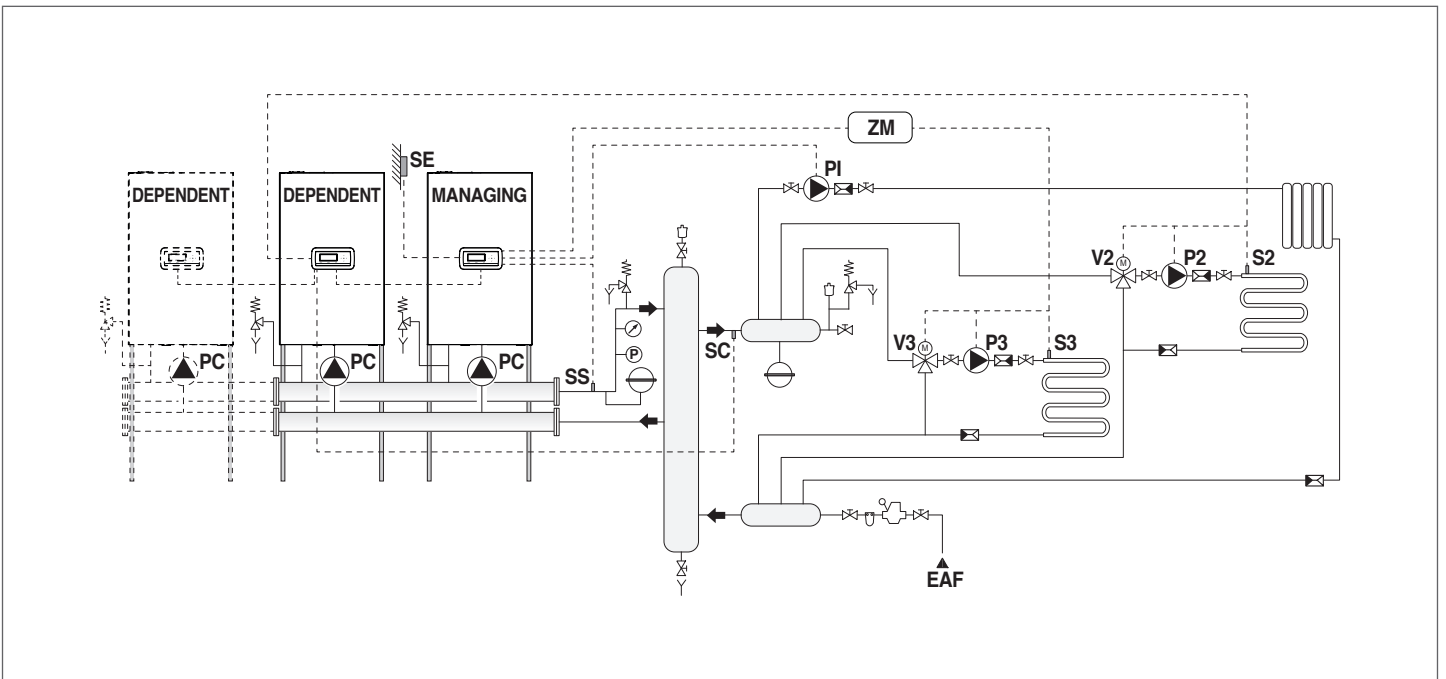 ZM
SE
PI
DEPENDENT
DEPENDENT
MANAGING
V2
M
P2
S2
V3
M
P3
S3
SC
P
PC
PC
PC
SS
EAF